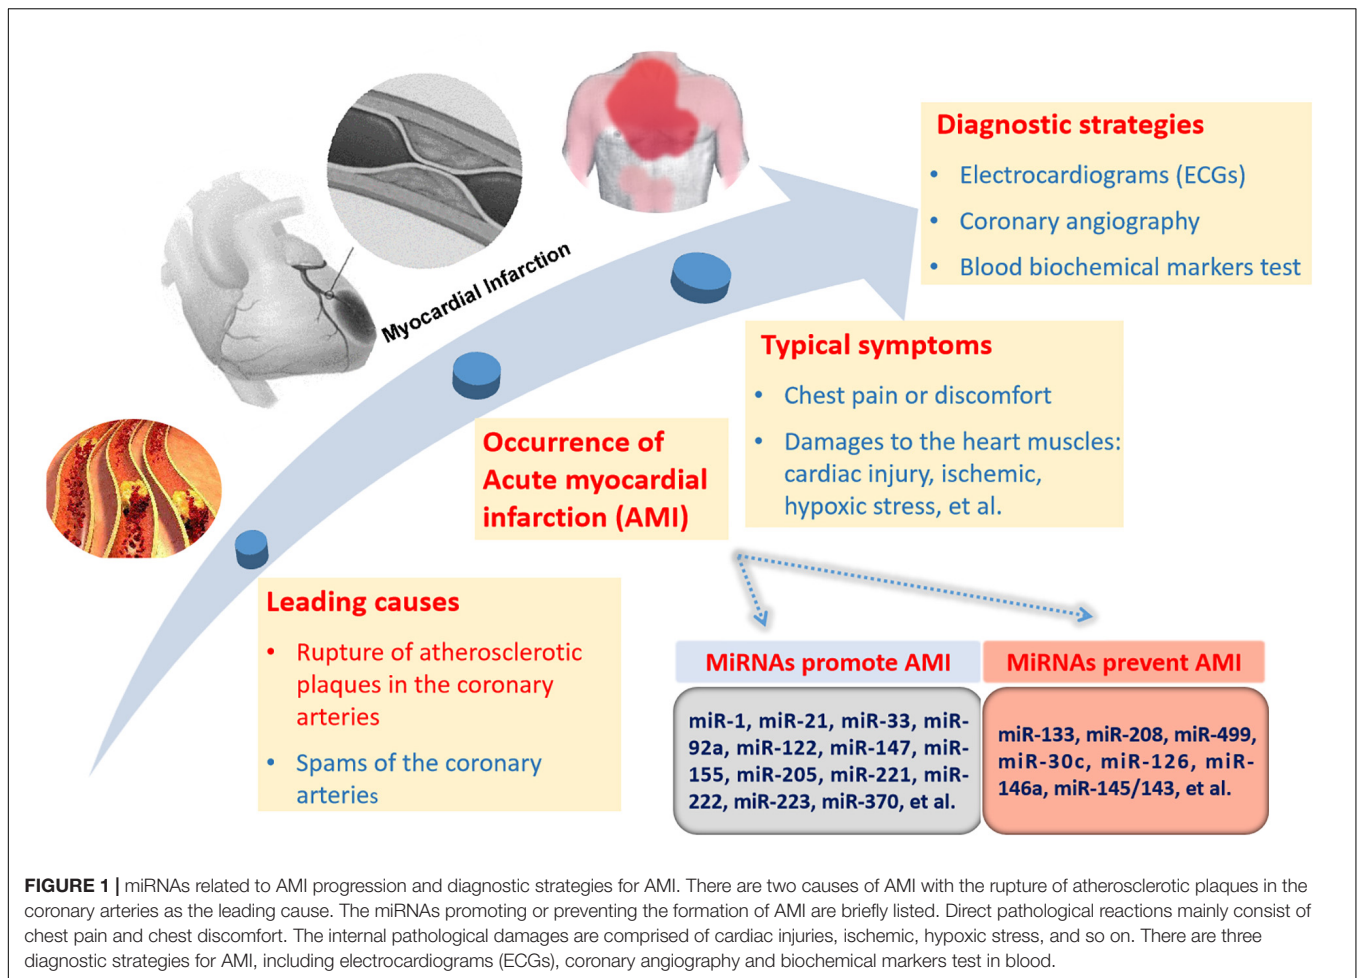 Myocardial Infarction
Diagnostic strategies
• Electrocardiograms (ECGs)
• Coronary angiography
• Blood biochemical markers test
Typical symptoms
• Chest pain or discomfort
• Damages to the heart muscles:
cardiac injury, ischemic,
hypoxic stress, et al.
Occurrence of
Acute myocardial
infarction (AMI)
Leading causes
• Rupture of atherosclerotic
plaques in the coronary
arteries
• Spams of the coronary
arteries
MiRNAs promote AMI
miR-1, miR-21, miR-33, miR-
92a, miR-122, miR-147, miR-
155, miR-205, miR-221, miR-
222, miR-223, miR-370, et al.
MiRNAs prevent AMI
miR-133, miR-208, miR-499,
miR-30c, miR-126, miR-
146a, miR-145/143, et al.
FIGURE 1 | miRNAs related to AMI progression and diagnostic strategies for AMI. There are two causes of AMI with the rupture of atherosclerotic plaques in the
coronary arteries as the leading cause. The miRNAs promoting or preventing the formation of AMI are briefly listed. Direct pathological reactions mainly consist of
chest pain and chest discomfort. The internal pathological damages are comprised of cardiac injuries, ischemic, hypoxic stress, and so on. There are three
diagnostic strategies for AMI, including electrocardiograms (ECGs), coronary angiography and biochemical markers test in blood.